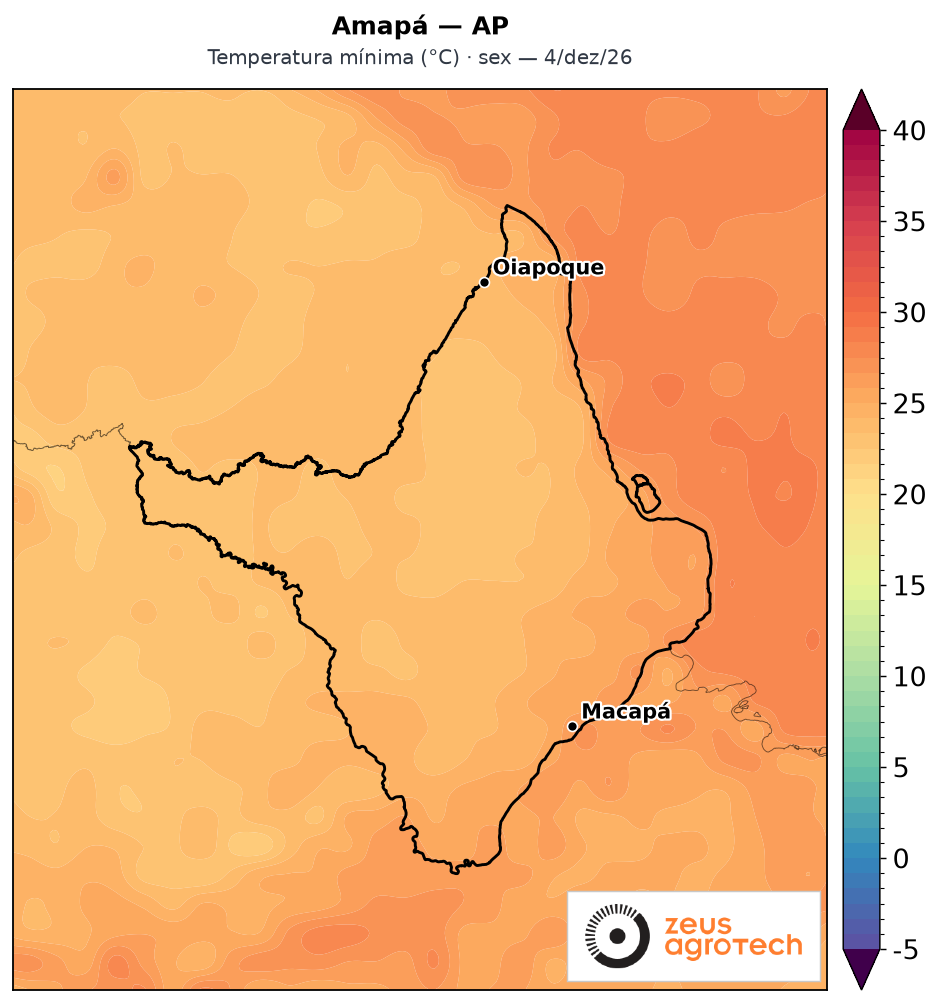 Amapá — AP
Temperatura mínima (°C) · sex — 4/dez/26
Oiapoque
Macapá
40
35
30
25
20
15
10
5
0
-5
zeus
agrotech